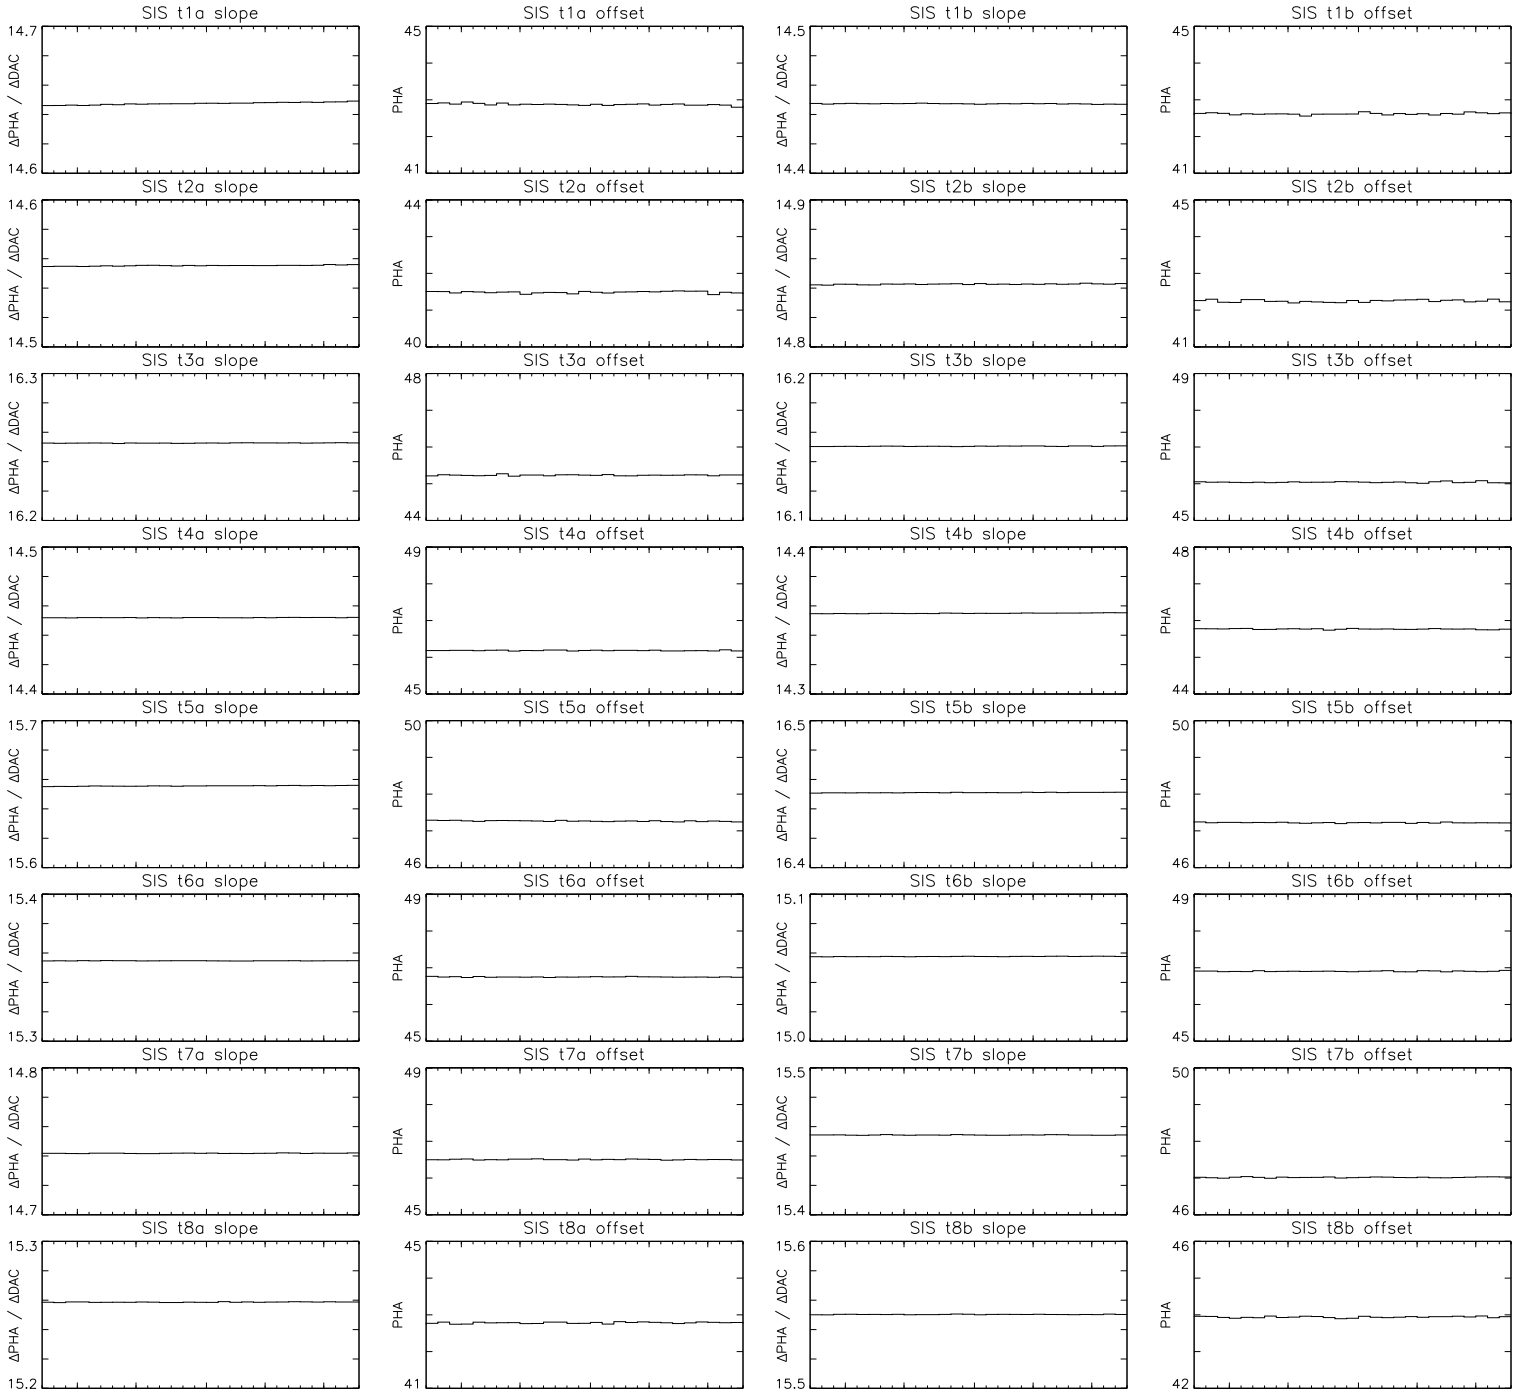 SIS t1a slope SIS t1a offset SIS t1b slope SIS t1b offset
14.7 45 14.5 45
ΔPHA / ΔDAC PHA ΔPHA / ΔDAC PHA
14.6 41 14.4 41
SIS t2a slope SIS t2a offset SIS t2b slope SIS t2b offset
14.6 44 14.9 45
ΔPHA / ΔDAC PHA ΔPHA / ΔDAC PHA
14.5 40 14.8 41
SIS t3a slope SIS t3a offset SIS t3b slope SIS t3b offset
16.3 48 16.2 49
ΔPHA / ΔDAC PHA ΔPHA / ΔDAC PHA
16.2 44 16.1 45
SIS t4a slope SIS t4a offset SIS t4b slope SIS t4b offset
14.5 49 14.4 48
ΔPHA / ΔDAC PHA ΔPHA / ΔDAC PHA
14.4 45 14.3 44
SIS t5a slope SIS t5a offset SIS t5b slope SIS t5b offset
15.7 50 16.5 50
ΔPHA / ΔDAC PHA ΔPHA / ΔDAC PHA
15.6 46 16.4 46
SIS t6a slope SIS t6a offset SIS t6b slope SIS t6b offset
15.4 49 15.1 49
ΔPHA / ΔDAC PHA ΔPHA / ΔDAC PHA
15.3 45 15.0 45
SIS t7a slope SIS t7a offset SIS t7b slope SIS t7b offset
14.8 49 15.5 50
ΔPHA / ΔDAC PHA ΔPHA / ΔDAC PHA
14.7 45 15.4 46
SIS t8a slope SIS t8a offset SIS t8b slope SIS t8b offset
15.3 45 15.6 46
ΔPHA / ΔDAC PHA ΔPHA / ΔDAC PHA
15.2 41 15.5 42